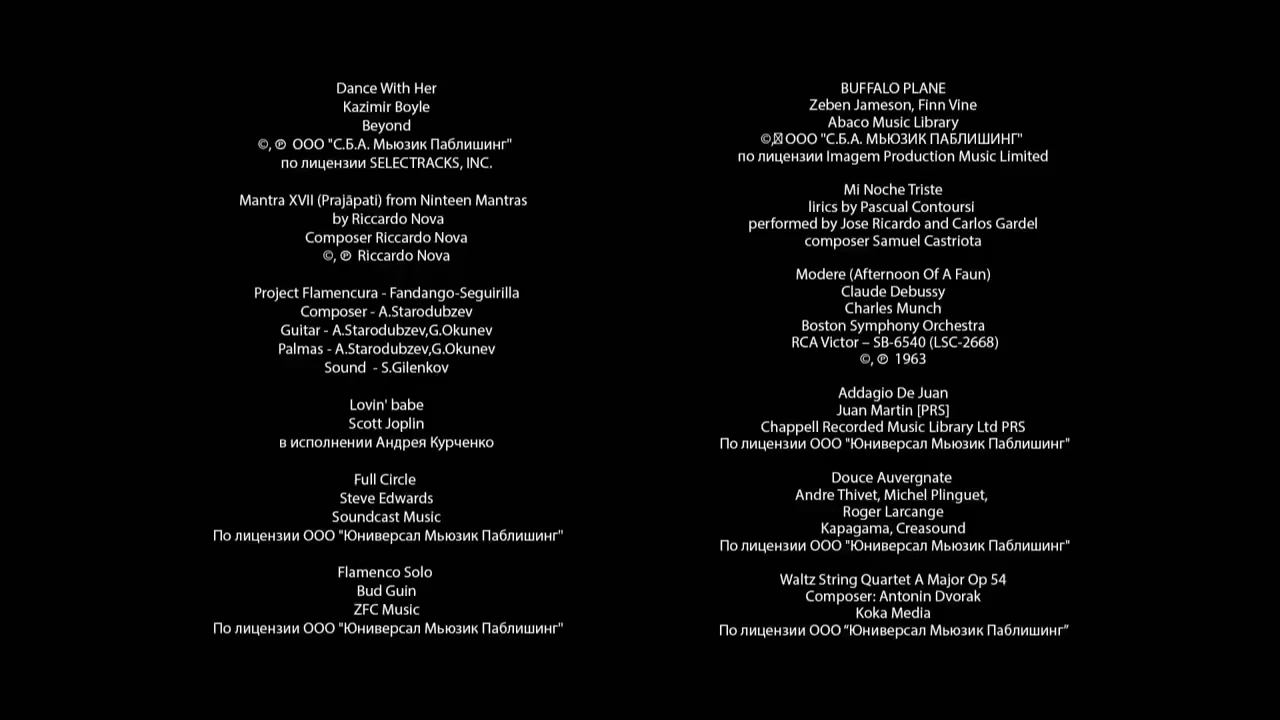 Dance With Her
Kazimir Boyle
Beyond
©, ℗ ООО "С.Б.А. Мьюзик Паблишинг"
по лицензии SELECTRACKS, INC.
Mantra XVII (Prajāpati) from Ninteen Mantras
by Riccardo Nova
Composer Riccardo Nova
©, ℗ Riccardo Nova
Project Flamencura - Fandango-Seguirilla
Composer - A.Starodubzev
Guitar - A.Starodubzev,G.Okunev
Palmas - A.Starodubzev,G.Okunev
Sound - S.Gilenkov
Lovin' babe
Scott Joplin
в исполнении Андрея Курченко
Full Circle
Steve Edwards
Soundcast Music
По лицензии ООО "Юниверсал Мьюзик Паблишинг"
Flamenco Solo
Bud Guin
ZFC Music
По лицензии ООО "Юниверсал Мьюзик Паблишинг"
BUFFALO PLANE
Zeben Jameson, Finn Vine
Abaco Music Library
©, ООО "С.Б.А. МЬЮЗИК ПАБЛИШИНГ"
по лицензии Imagem Production Music Limited
Mi Noche Triste
lirics by Pascual Contoursi
performed by Jose Ricardo and Carlos Gardel
composer Samuel Castriota
Modere (Afternoon Of A Faun)
Claude Debussy
Charles Munch
Boston Symphony Orchestra
RCA Victor – SB-6540 (LSC-2668)
©, ℗ 1963
Addagio De Juan
Juan Martin [PRS]
Chappell Recorded Music Library Ltd PRS
По лицензии ООО "Юниверсал Мьюзик Паблишинг"
Douce Auvergnate
Andre Thivet, Michel Plinguet,
Roger Larcange
Kapagama, Creasound
По лицензии ООО "Юниверсал Мьюзик Паблишинг"
Waltz String Quartet A Major Op 54
Composer: Antonin Dvorak
Koka Media
По лицензии ООО “Юниверсал Мьюзик Паблишинг”